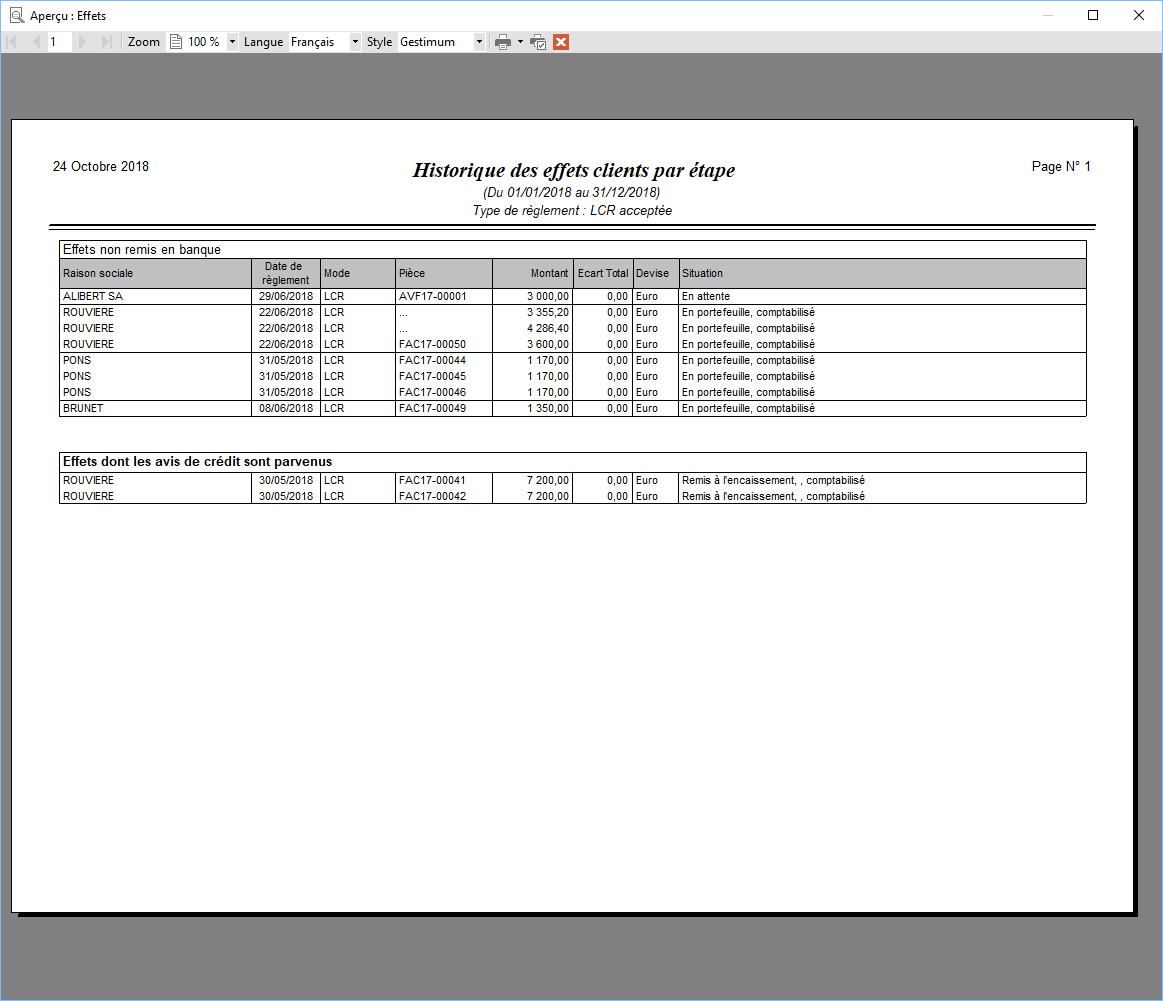 Aperçu : Effets
1 Zoom 100 % Langue Français Style Gestimum
24 Octobre 2018 Historique des effets clients par étape Page N° 1
(Du 01/01/2018 au 31/12/2018)
Type de règlement : LCR acceptée
Effets non remis en banque
Raison sociale Date de règlement Mode Pièce Montant Ecart Total Devise Situation
ALIBERT SA 29/06/2018 LCR AVF17-00001 3 000,00 0,00 Euro En attente
ROUVIERE 22/06/2018 LCR ... 3 355,20 0,00 Euro En portefeuille, comptabilisé
ROUVIERE 22/06/2018 LCR ... 4 286,40 0,00 Euro En portefeuille, comptabilisé
ROUVIERE 22/06/2018 LCR FAC17-00050 3 600,00 0,00 Euro En portefeuille, comptabilisé
PONS 31/05/2018 LCR FAC17-00044 1 170,00 0,00 Euro En portefeuille, comptabilisé
PONS 31/05/2018 LCR FAC17-00045 1 170,00 0,00 Euro En portefeuille, comptabilisé
PONS 31/05/2018 LCR FAC17-00046 1 170,00 0,00 Euro En portefeuille, comptabilisé
BRUNET 08/06/2018 LCR FAC17-00049 1 350,00 0,00 Euro En portefeuille, comptabilisé
Effets dont les avis de crédit sont parvenus
ROUVIERE 30/05/2018 LCR FAC17-00041 7 200,00 0,00 Euro Remis à l'encaissement, , comptabilisé
ROUVIERE 30/05/2018 LCR FAC17-00042 7 200,00 0,00 Euro Remis à l'encaissement, , comptabilisé